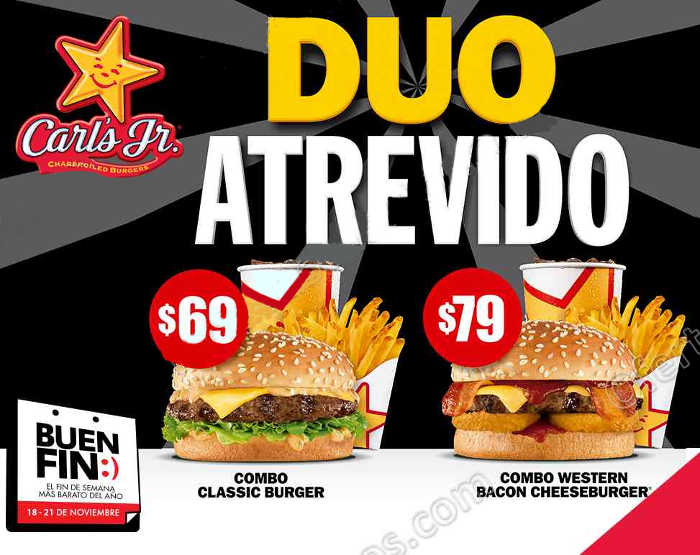 DUO
ATREVIDO
Carl's Jr.
CHARBROILED BURGERS
$69
$79
BUEN
FIN:)
EL FIN DE SEMANA
MÁS BARATO DEL AÑO
18 - 21 DE NOVIEMBRE
COMBO
CLASSIC BURGER
COMBO WESTERN
BACON CHEESEBURGER®